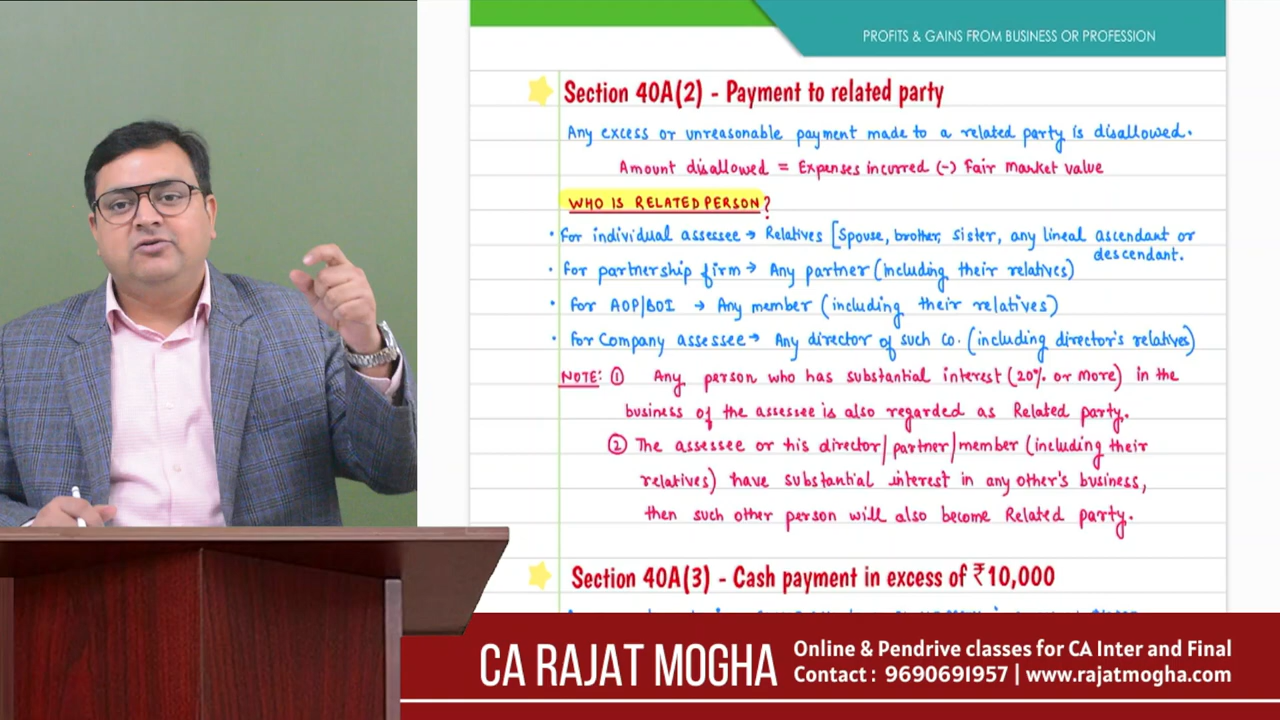 PROFITS & GAINS FROM BUSINESS OR PROFESSION
Section 40A(2) - Payment to related party
Any excess or unreasonable payment made to a related party is disallowed.
Amount disallowed = Expenses incurred (-) Fair market value
WHO IS RELATED PERSON?
• For individual assessee → Relatives [Spouse, brother, sister, any lineal ascendant or
descendant.
• For partnership firm → Any partner (including their relatives)
• For AOP/BOI → Any member (including their relatives)
• For Company assessee → Any director of such Co. (including director's relatives)
NOTE: ① Any person who has substantial interest (20% or more) in the
business of the assessee is also regarded as Related party.
② The assessee or his director/partner/member (including their
relatives) have substantial interest in any other's business,
then such other person will also become Related party.
Section 40A(3) - Cash payment in excess of ₹10,000
CA RAJAT MOGHA
Online & Pendrive classes for CA Inter and Final
Contact : 9690691957 | www.rajatmogha.com